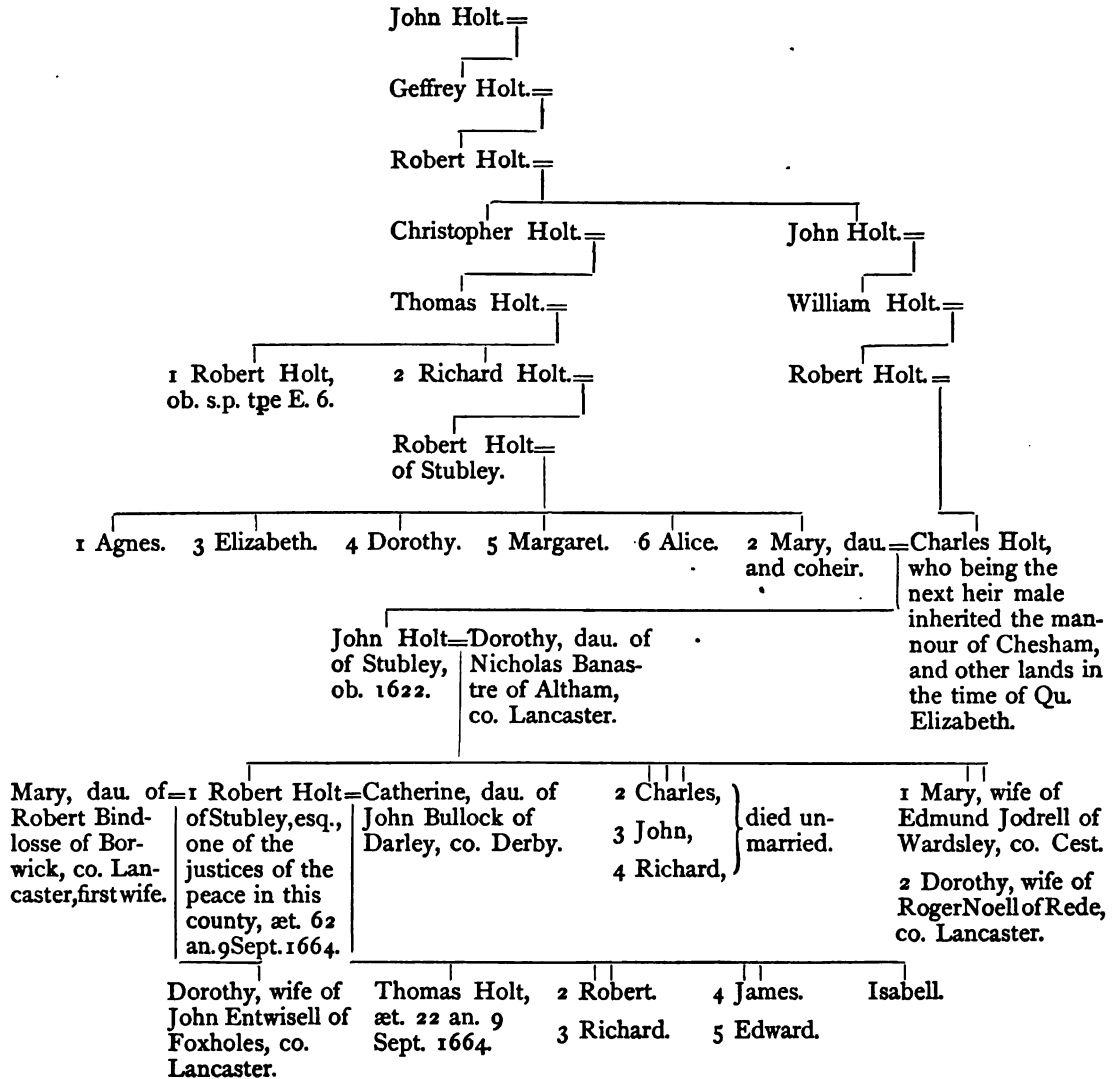 John Holt.=
Geffrey Holt.=
Robert Holt.=
Christopher Holt.=
John Holt.=
Thomas Holt.=
William Holt.=
1 Robert Holt,
ob. s.p. tpe E. 6.
2 Richard Holt.=
Robert Holt.=
Robert Holt=
of Stubley.
1 Agnes.
3 Elizabeth.
4 Dorothy.
5 Margaret.
6 Alice.
2 Mary, dau.=
and coheir.
Charles Holt,
who being the
next heir male
inherited the man-
nour of Chesham,
and other lands in
the time of Qu.
Elizabeth.
John Holt=
of Stubley,
ob. 1622.
Dorothy, dau. of
Nicholas Banas-
tre of Altham,
co. Lancaster.
Mary, dau. of=
Robert Bind-
losse of Bor-
wick, co. Lan-
caster, first wife.
1 Robert Holt=
of Stubley, esq.,
one of the
justices of the
peace in this
county, æt. 62
an. 9 Sept. 1664.
Catherine, dau. of
John Bullock of
Darley, co. Derby.
2 Charles,
3 John,
4 Richard,
died un-
married.
1 Mary, wife of
Edmund Jodrell of
Wardsley, co. Cest.
2 Dorothy, wife of
Roger Noell of Rede,
co. Lancaster.
Dorothy, wife of
John Entwisell of
Foxholes, co.
Lancaster.
Thomas Holt,
æt. 22 an. 9
Sept. 1664.
2 Robert.
3 Richard.
4 James.
5 Edward.
Isabell.